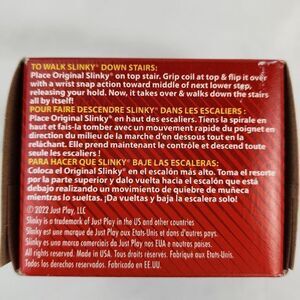 TO WALK SLINKY® DOWN STAIRS:
Place Original Slinky® on top stair. Grip coil at top & flip it over
with a wrist snap action toward middle of next lower step,
releasing your hold. Now, it takes over & walks down the stairs
all by itself!
POUR FAIRE DESCENDRE SLINKY® DANS LES ESCALIERS :
Placez Original Slinky® en haut des escaliers. Tiens la spirale en
haut et fais-la tomber avec un mouvement rapide du poignet en
direction du milieu de la marche d'en dessous tout en la
relâchant. Elle prend maintenant le contrôle et descend toute
seule les escaliers !
PARA HACER QUE SLINKY® BAJE LAS ESCALERAS:
Coloca el Original Slinky® en el escalón más alto. Toma el resorte
por la parte superior y dalo vuelta hacia el escalón que está
debajo realizando un movimiento de quiebre de muñeca
mientras lo sueltas. ¡Da vueltas y baja la escalera solo!
©2022 Just Play, LLC
Slinky is a trademark of Just Play in the US and other countries
Slinky est une marque de Just Play aux Etats-Unis et dans d'autres pays.
Slinky es una marca comercial de Just Play nos EUA e noutros países.
All rights reserved. Made in USA. Tous droits réservés. Fabriqué aux Etats-Unis.
Todos los derechos reservados. Fabricado en EE.UU.